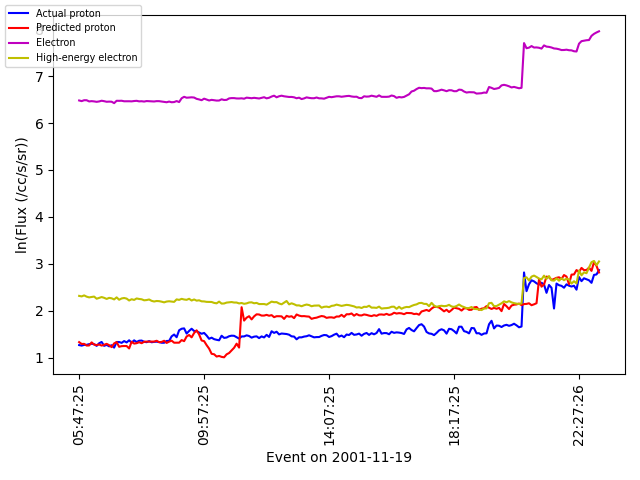 Actual proton
Predicted proton
Electron
High-energy electron
7
6
5
4
3
2
1
ln(Flux (/cc/s/sr))
05:47:25
09:57:25
14:07:25
18:17:25
22:27:26
Event on 2001-11-19